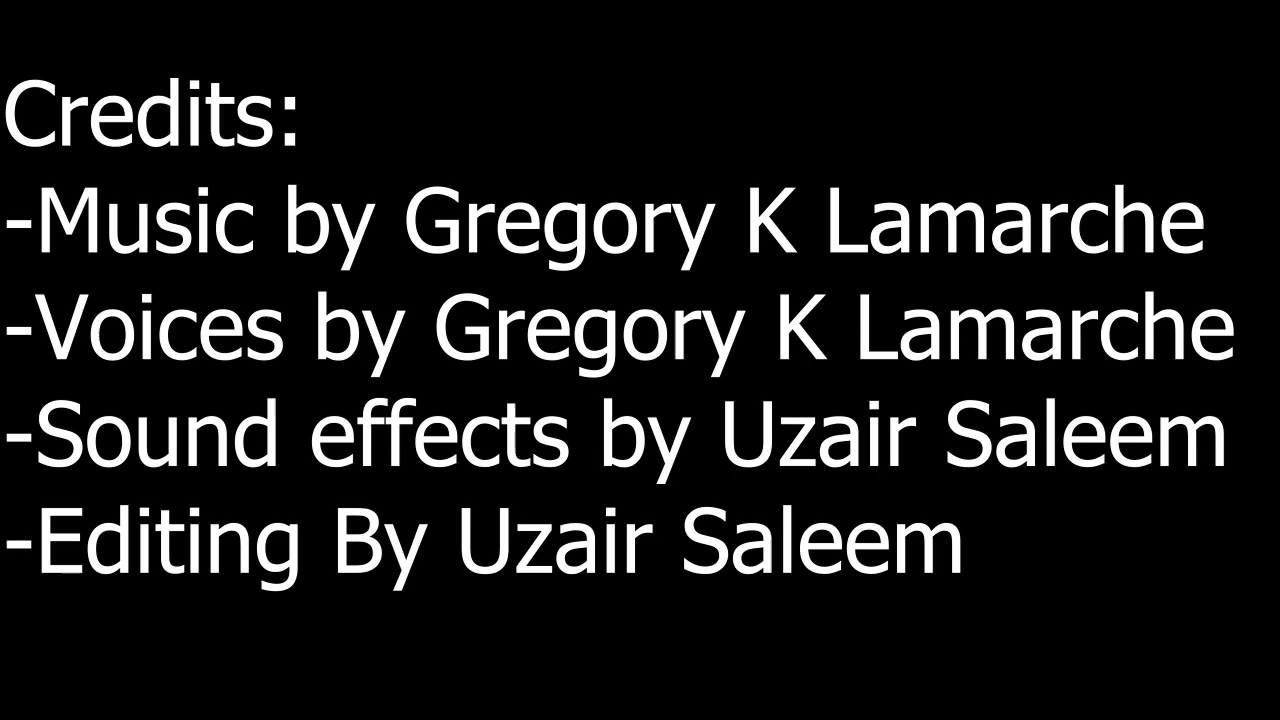 Credits:
-Music by Gregory K Lamarche
-Voices by Gregory K Lamarche
-Sound effects by Uzair Saleem
-Editing By Uzair Saleem